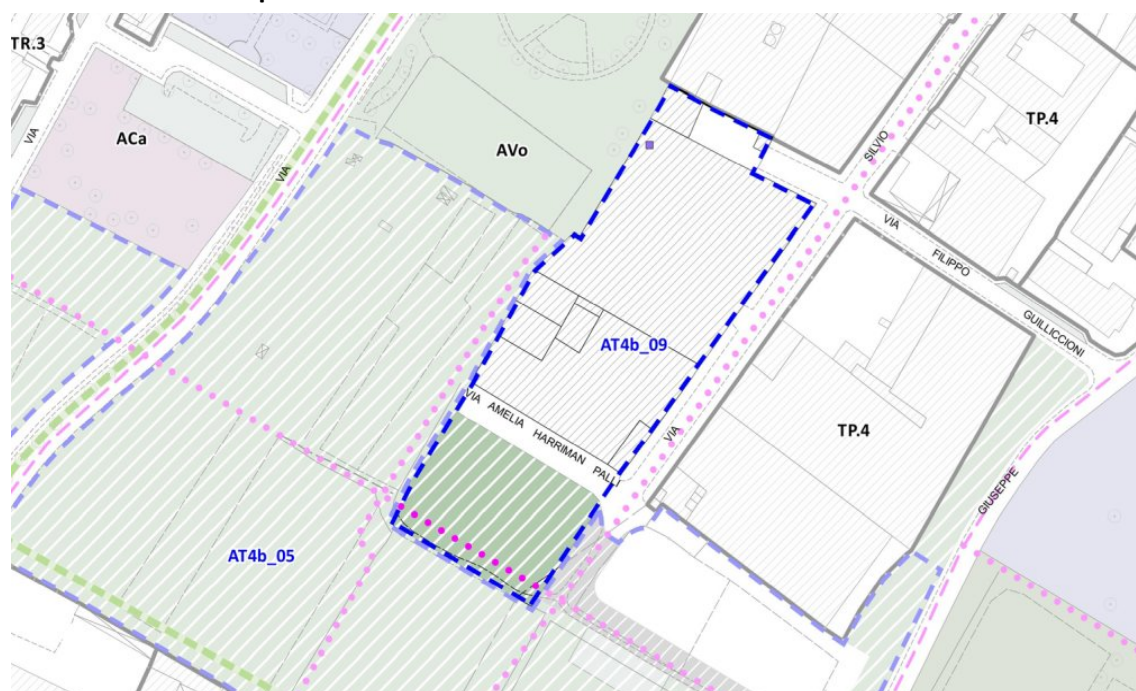 TR.3
VIA
ACa
VIA
AVo
SILVIO
TP.4
VIA
FILIPPO
GUILLICCIONI
AT4b_09
VIA AMELIA HARRIMAN PALLI
VIA
TP.4
GIUSEPPE
AT4b_05